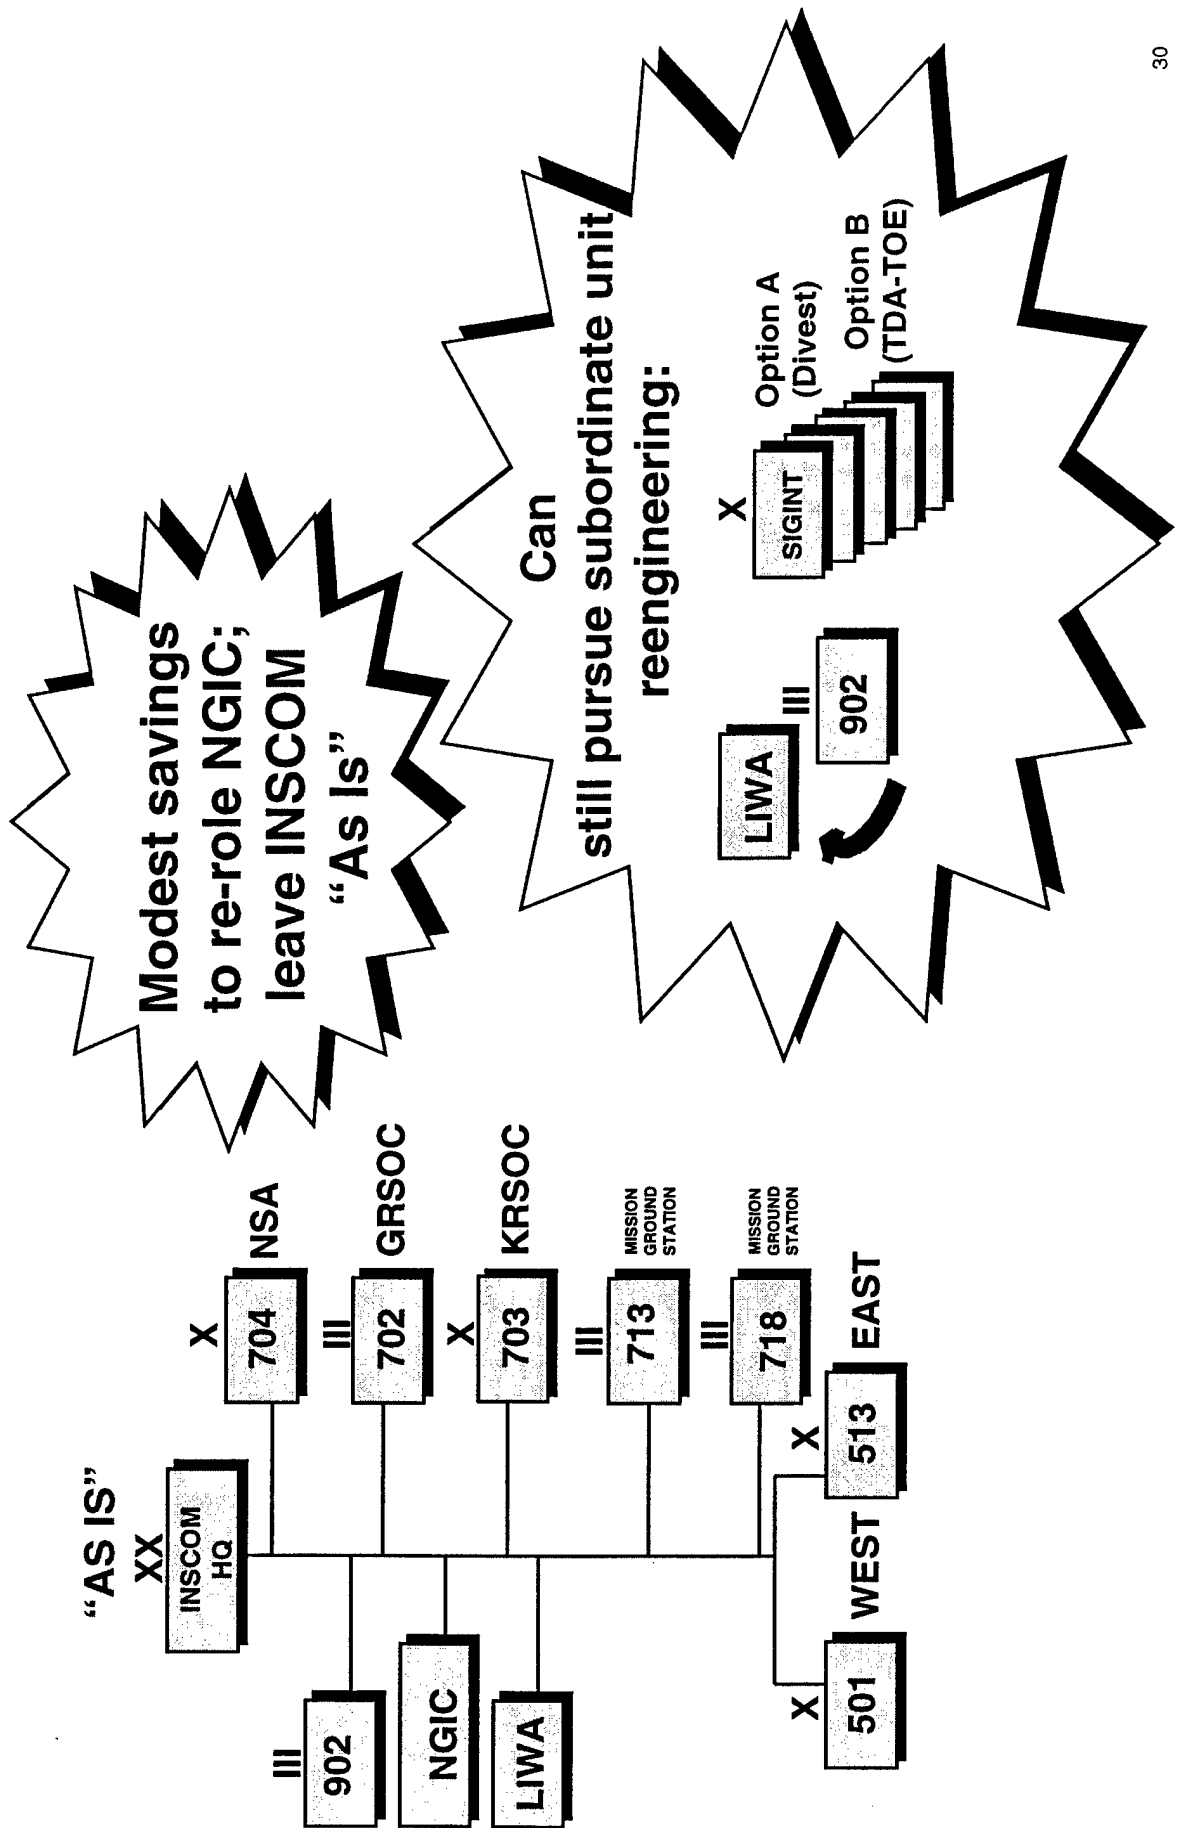 “AS IS”
XX
INSCOM
HQ
III
902
NGIC
LIWA
X
704
NSA
III
702
GRSOC
X
703
KRSOC
III
713
MISSION
GROUND
STATION
III
718
MISSION
GROUND
STATION
X
501
WEST
X
513
EAST
Modest savings
to re-role NGIC;
leave INSCOM
“As Is”
Can
still pursue subordinate unit
reengineering:
LIWA
III
902
X
SIGINT
Option A
(Divest)
Option B
(TDA-TOE)
30